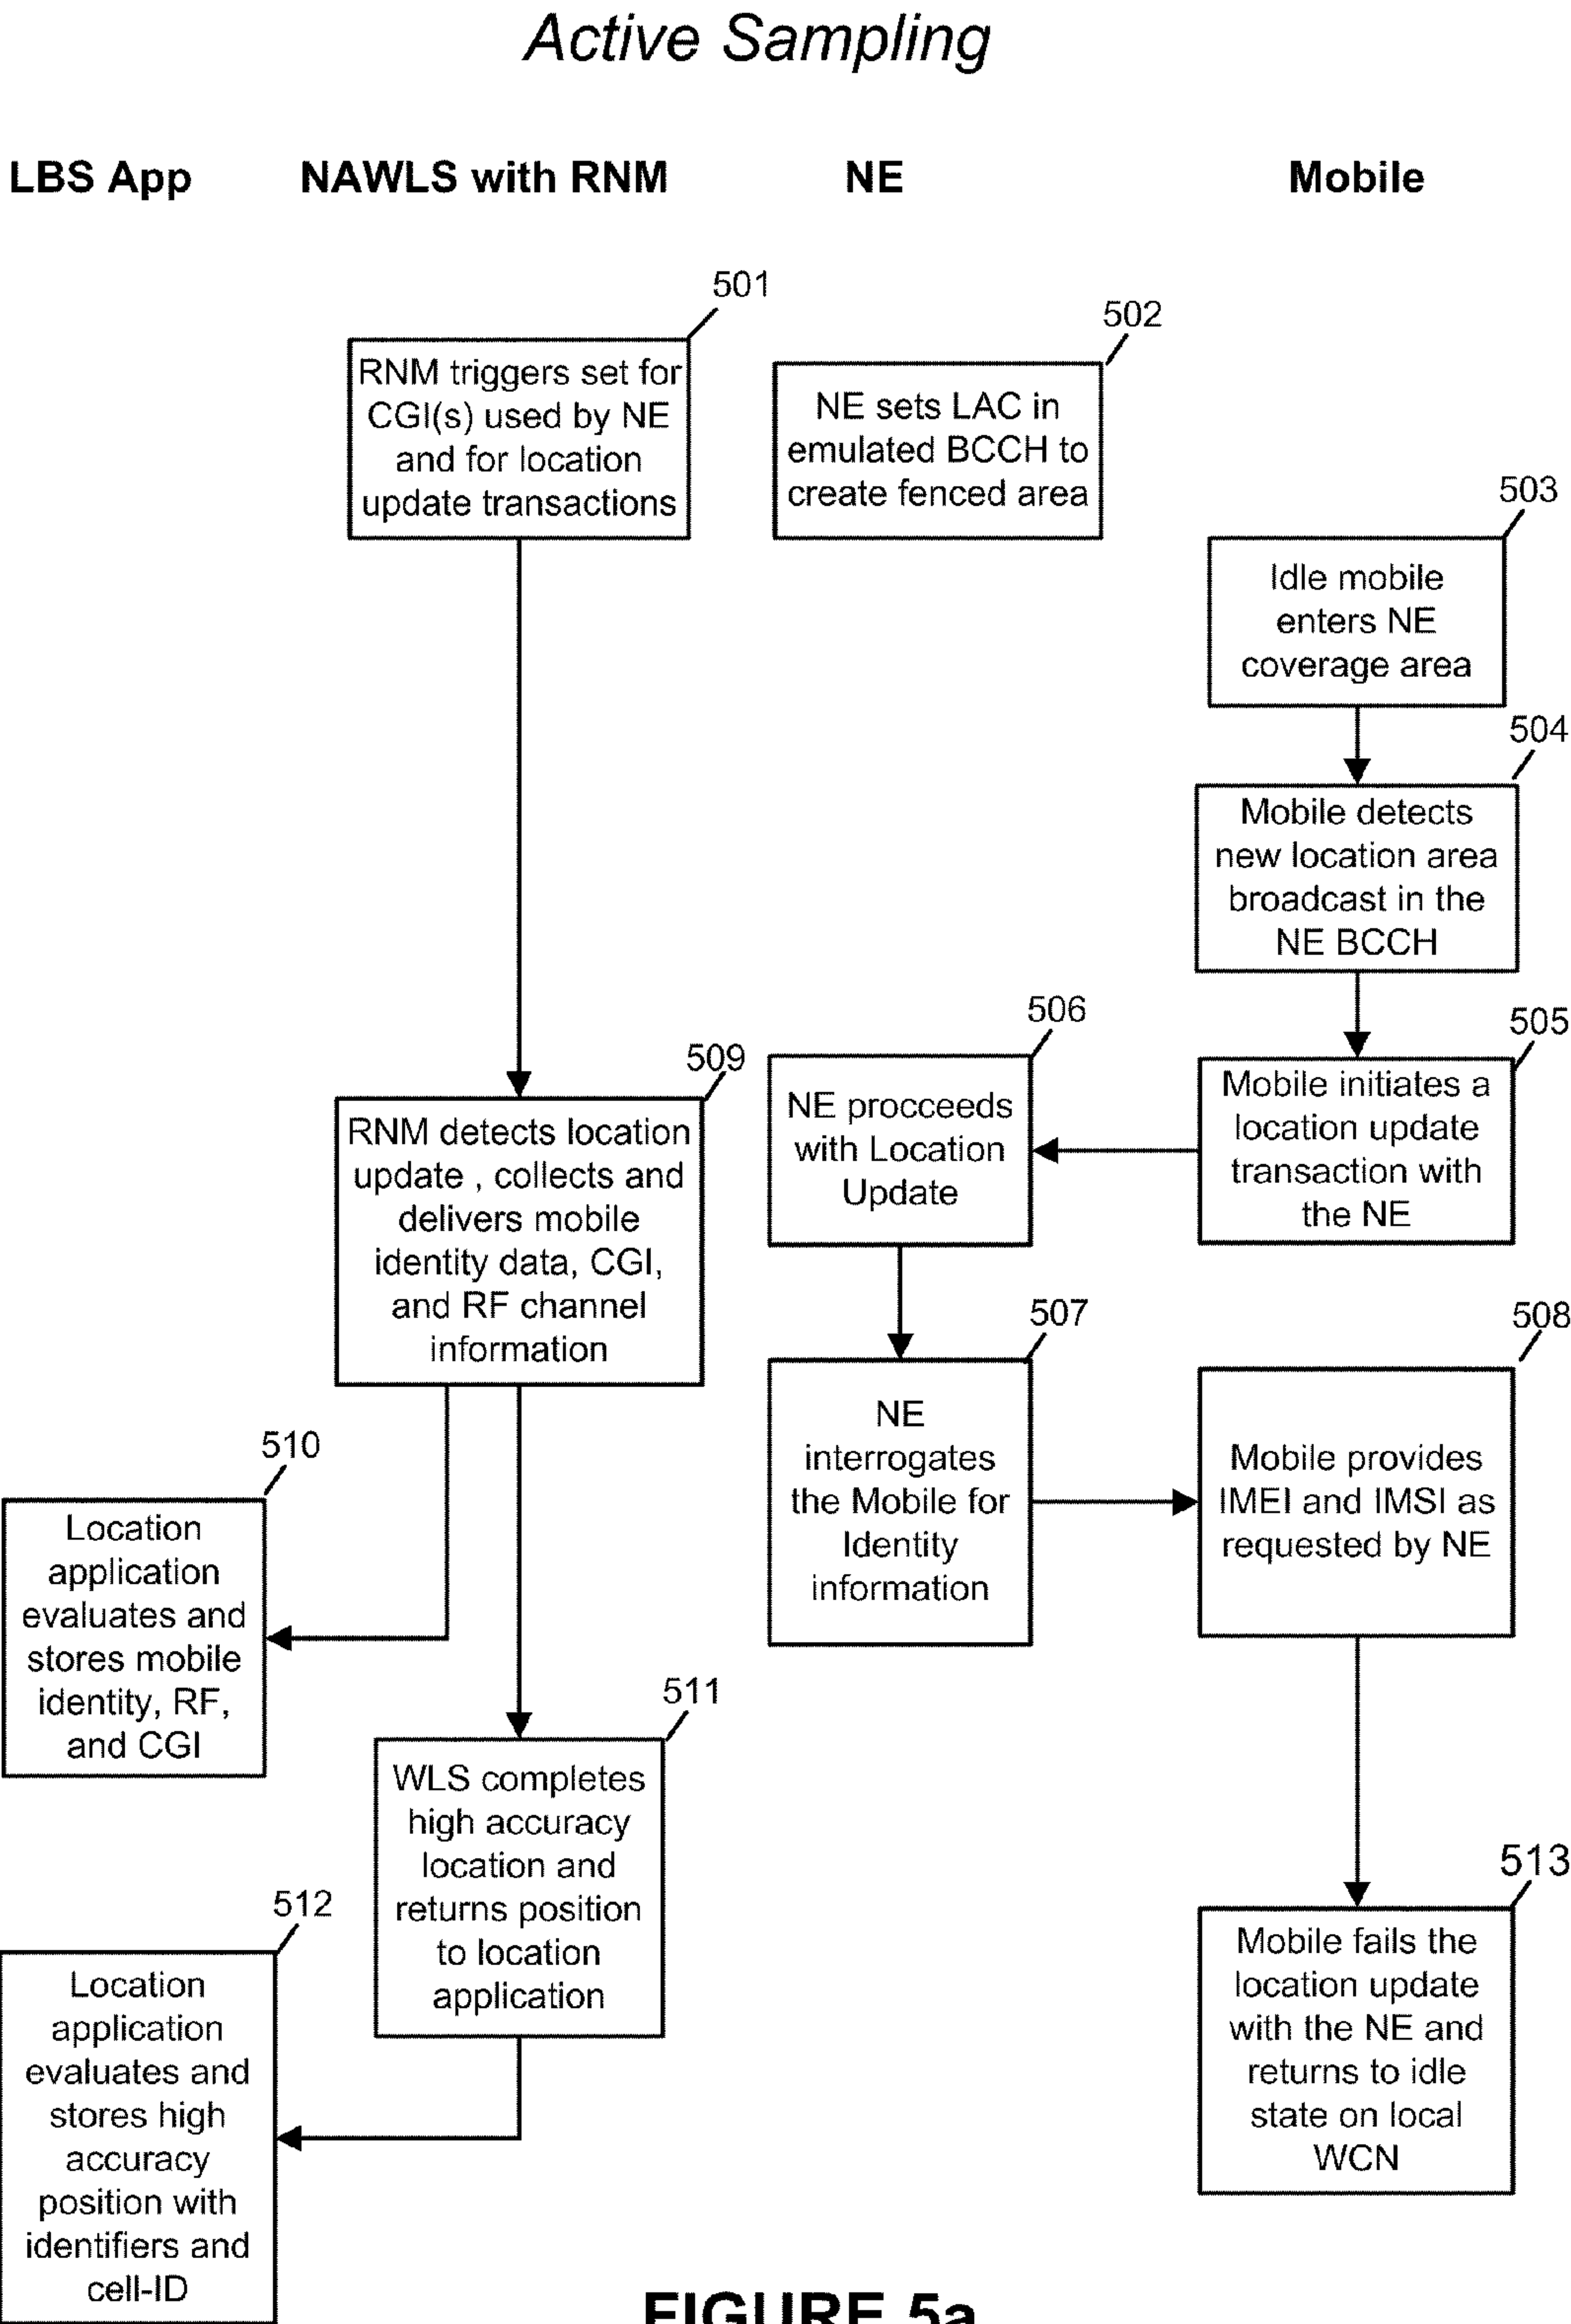 Active Sampling
LBS App
NAWLS with RNM
NE
Mobile
501
RNM triggers set for
CGI(s) used by NE
and for location
update transactions
502
NE sets LAC in
emulated BCCH to
create fenced area
503
Idle mobile
enters NE
coverage area
504
Mobile detects
new location area
broadcast in the
NE BCCH
505
Mobile initiates a
location update
transaction with
the NE
506
NE procceeds
with Location
Update
507
NE
interrogates
the Mobile for
Identity
information
508
Mobile provides
IMEI and IMSI as
requested by NE
509
RNM detects location
update , collects and
delivers mobile
identity data, CGI,
and RF channel
information
510
Location
application
evaluates and
stores mobile
identity, RF,
and CGI
511
WLS completes
high accuracy
location and
returns position
to location
application
512
Location
application
evaluates and
stores high
accuracy
position with
identifiers and
cell-ID
513
Mobile fails the
location update
with the NE and
returns to idle
state on local
WCN
FIGURE 5a